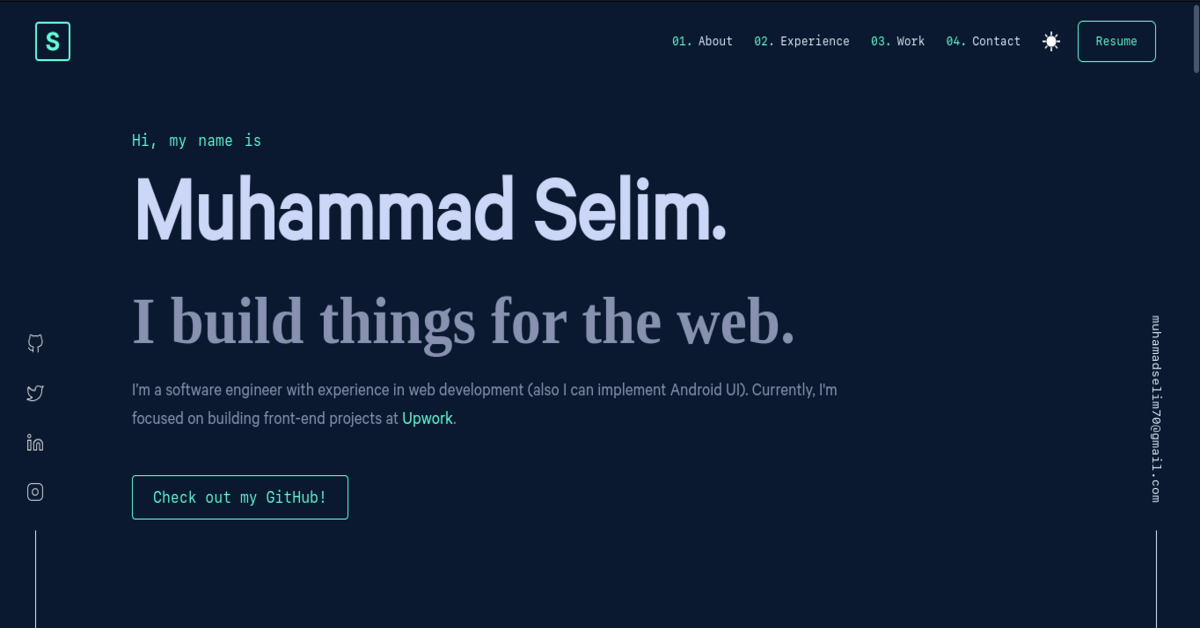 S
01. About 02. Experience 03. Work 04. Contact Resume
Hi, my name is
Muhammad Selim.
I build things for the web.
I'm a software engineer with experience in web development (also I can implement Android UI). Currently, I'm
focused on building front-end projects at Upwork.
Check out my GitHub!
muhamadselim70@gmail.com